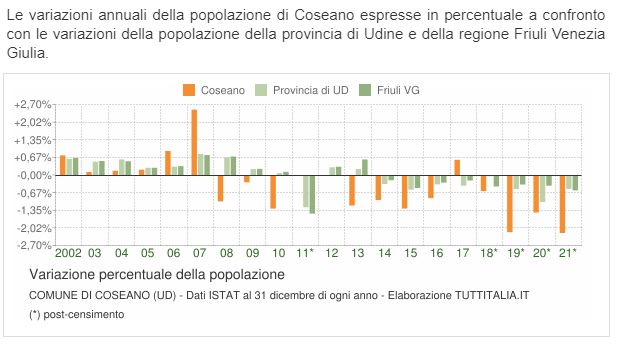 Le variazioni annuali della popolazione di Coseano espresse in percentuale a confronto
con le variazioni della popolazione della provincia di Udine e della regione Friuli Venezia
Giulia.
Coseano Provincia di UD Friuli VG
+2,70%
+2,02%
+1,35%
+0,67%
-0,00%
-0,67%
-1,35%
-2,02%
-2,70%
2002 03 04 05 06 07 08 09 10 11* 12 13 14 15 16 17 18* 19* 20* 21*
Variazione percentuale della popolazione
COMUNE DI COSEANO (UD) - Dati ISTAT al 31 dicembre di ogni anno - Elaborazione TUTTITALIA.IT
(*) post-censimento